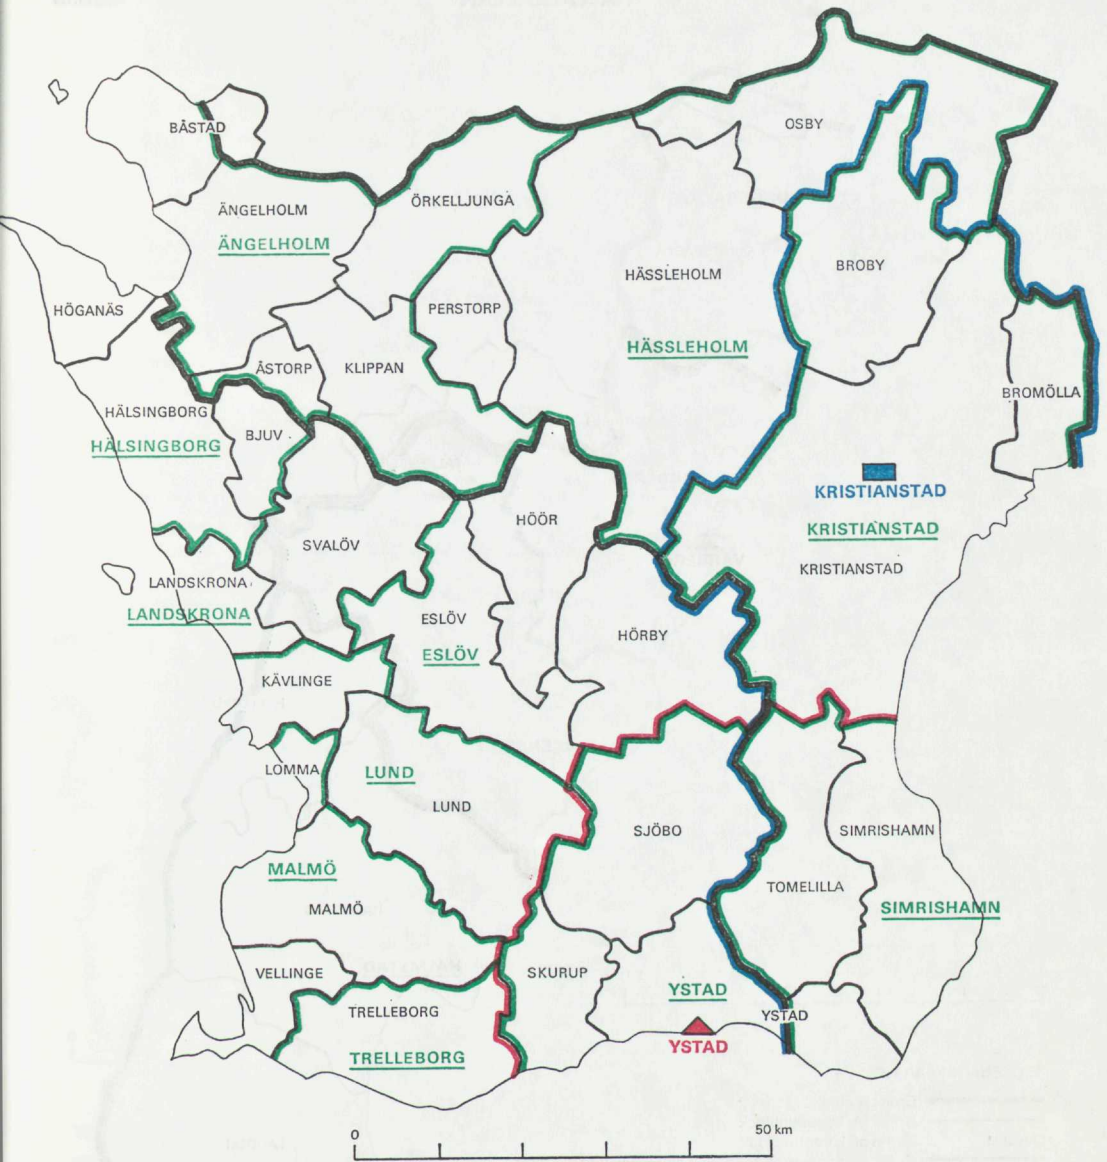 OSBY
BÅSTAD
ÖRKELLJUNGA
ÄNGELHOLM
ÄNGELHOLM
BROBY
HÄSSLEHOLM
HÖGANÄS
PERSTORP
HÄSSLEHOLM
ÅSTORP
KLIPPAN
BROMÖLLA
HÄLSINGBORG
HÄLSINGBORG
BJUV
KRISTIANSTAD
HÖÖR
KRISTIANSTAD
SVALÖV
KRISTIANSTAD
LANDSKRONA
LANDSKRONA
ESLÖV
HÖRBY
ESLÖV
KÄVLINGE
LOMMA
LUND
LUND
SJÖBO
SIMRISHAMN
MALMÖ
TOMELILLA
MALMÖ
SIMRISHAMN
VELLINGE
SKURUP
YSTAD
TRELLEBORG
YSTAD
YSTAD
TRELLEBORG
0 50 km